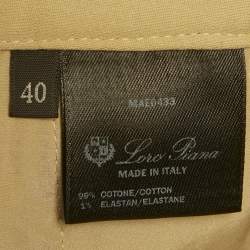 40
MAE0433
Loro Piana
MADE IN ITALY
99% COTONE/COTTON
1% ELASTAN/ELASTANE